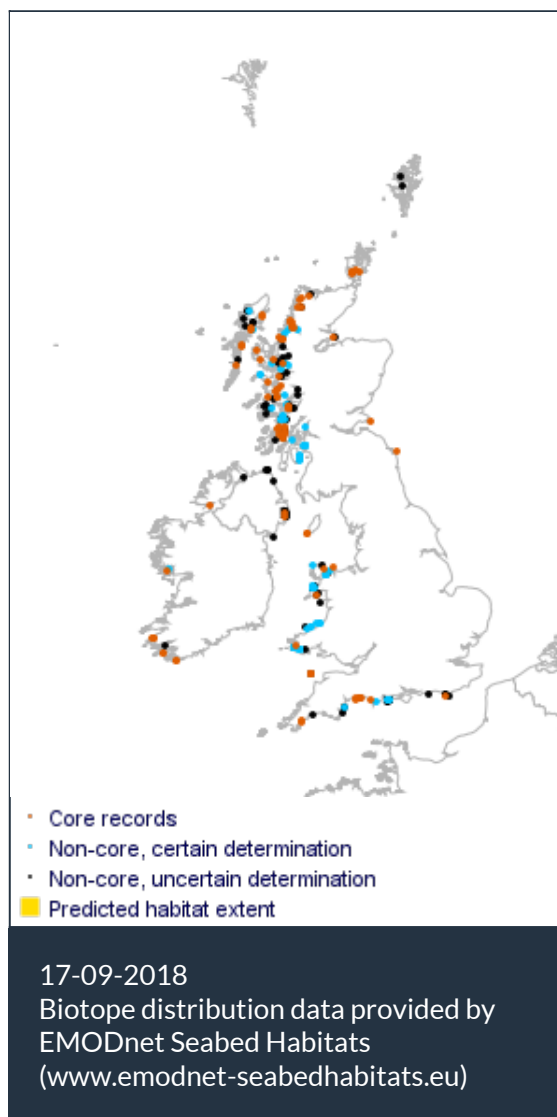 Core records
Non-core, certain determination
Non-core, uncertain determination
Predicted habitat extent
17-09-2018
Biotope distribution data provided by
EMODnet Seabed Habitats
(www.emodnet-seabedhabitats.eu)